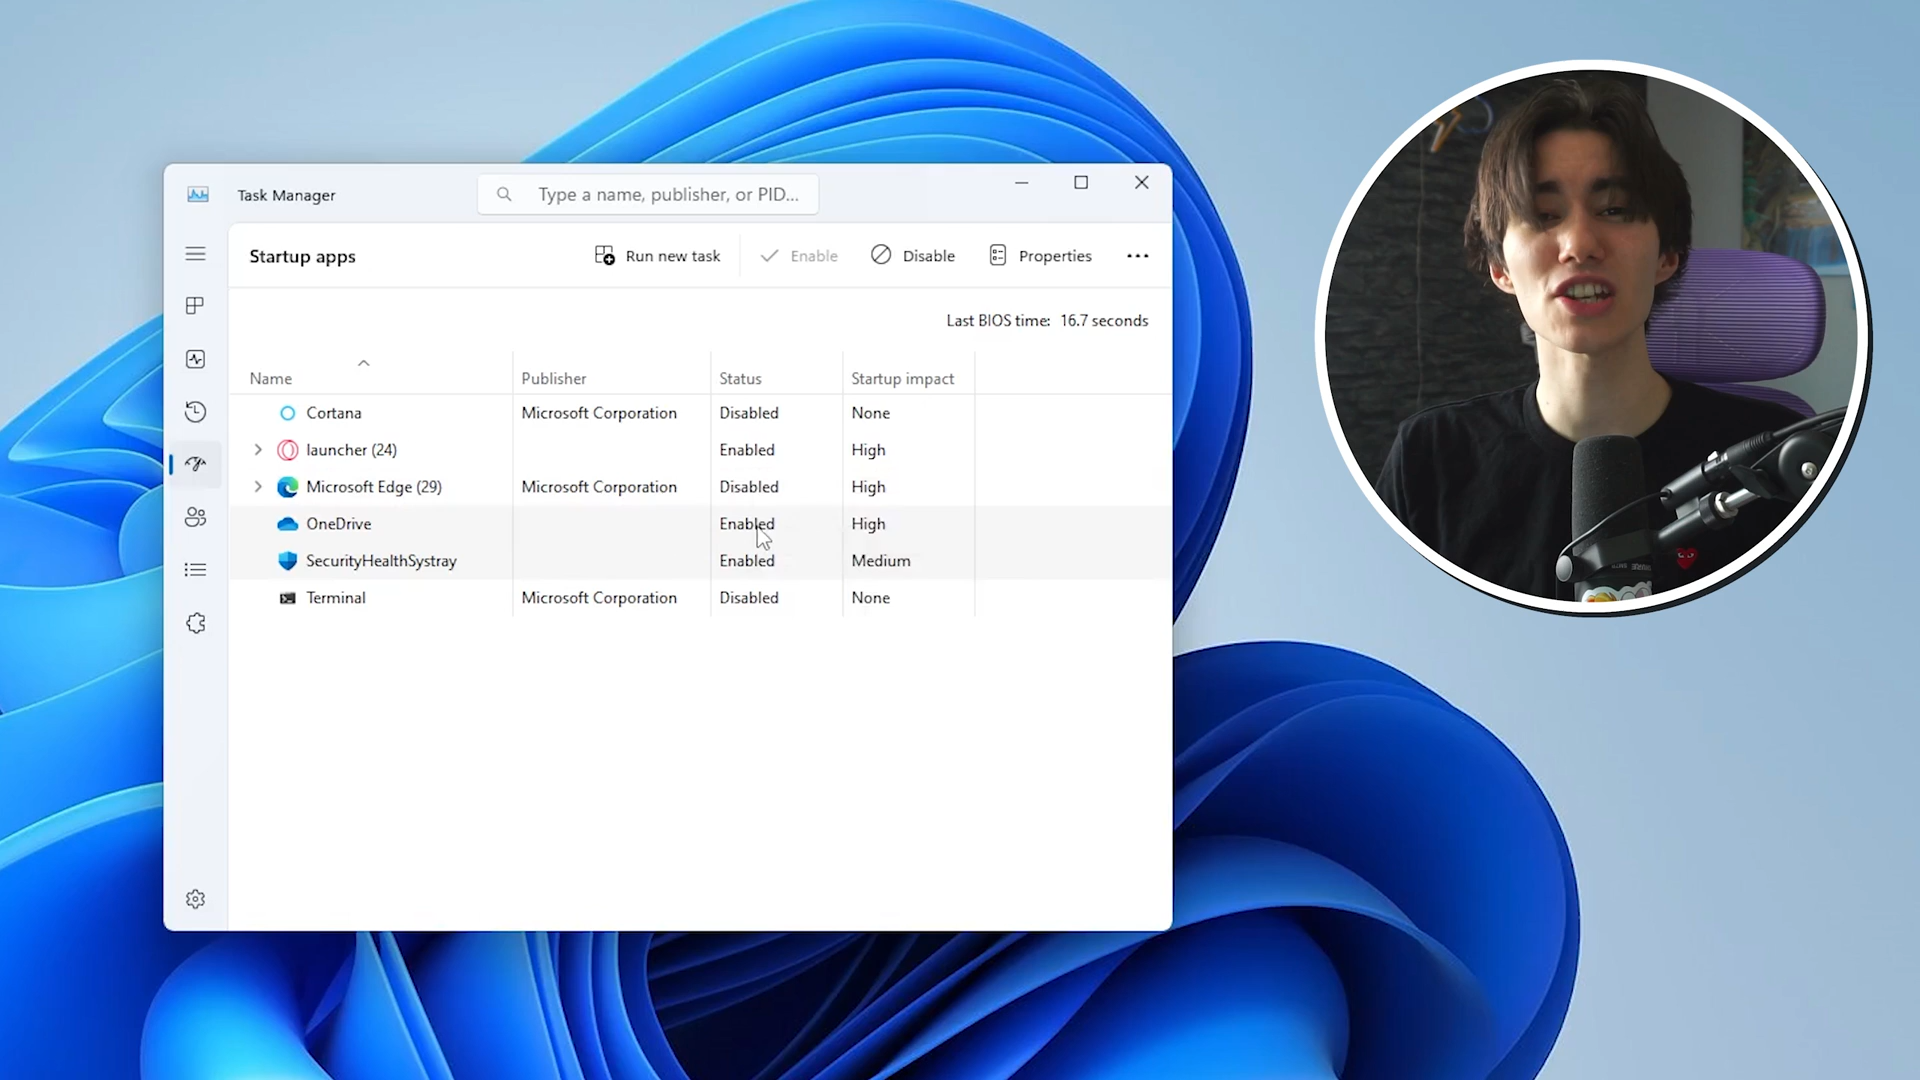 Task Manager
Type a name, publisher, or PID...
Startup apps
Run new task
Enable
Disable
Properties
Last BIOS time: 16.7 seconds
Name Publisher Status Startup impact
Cortana Microsoft Corporation Disabled None
launcher (24) Enabled High
Microsoft Edge (29) Microsoft Corporation Disabled High
OneDrive Enabled High
SecurityHealthSystray Enabled Medium
Terminal Microsoft Corporation Disabled None